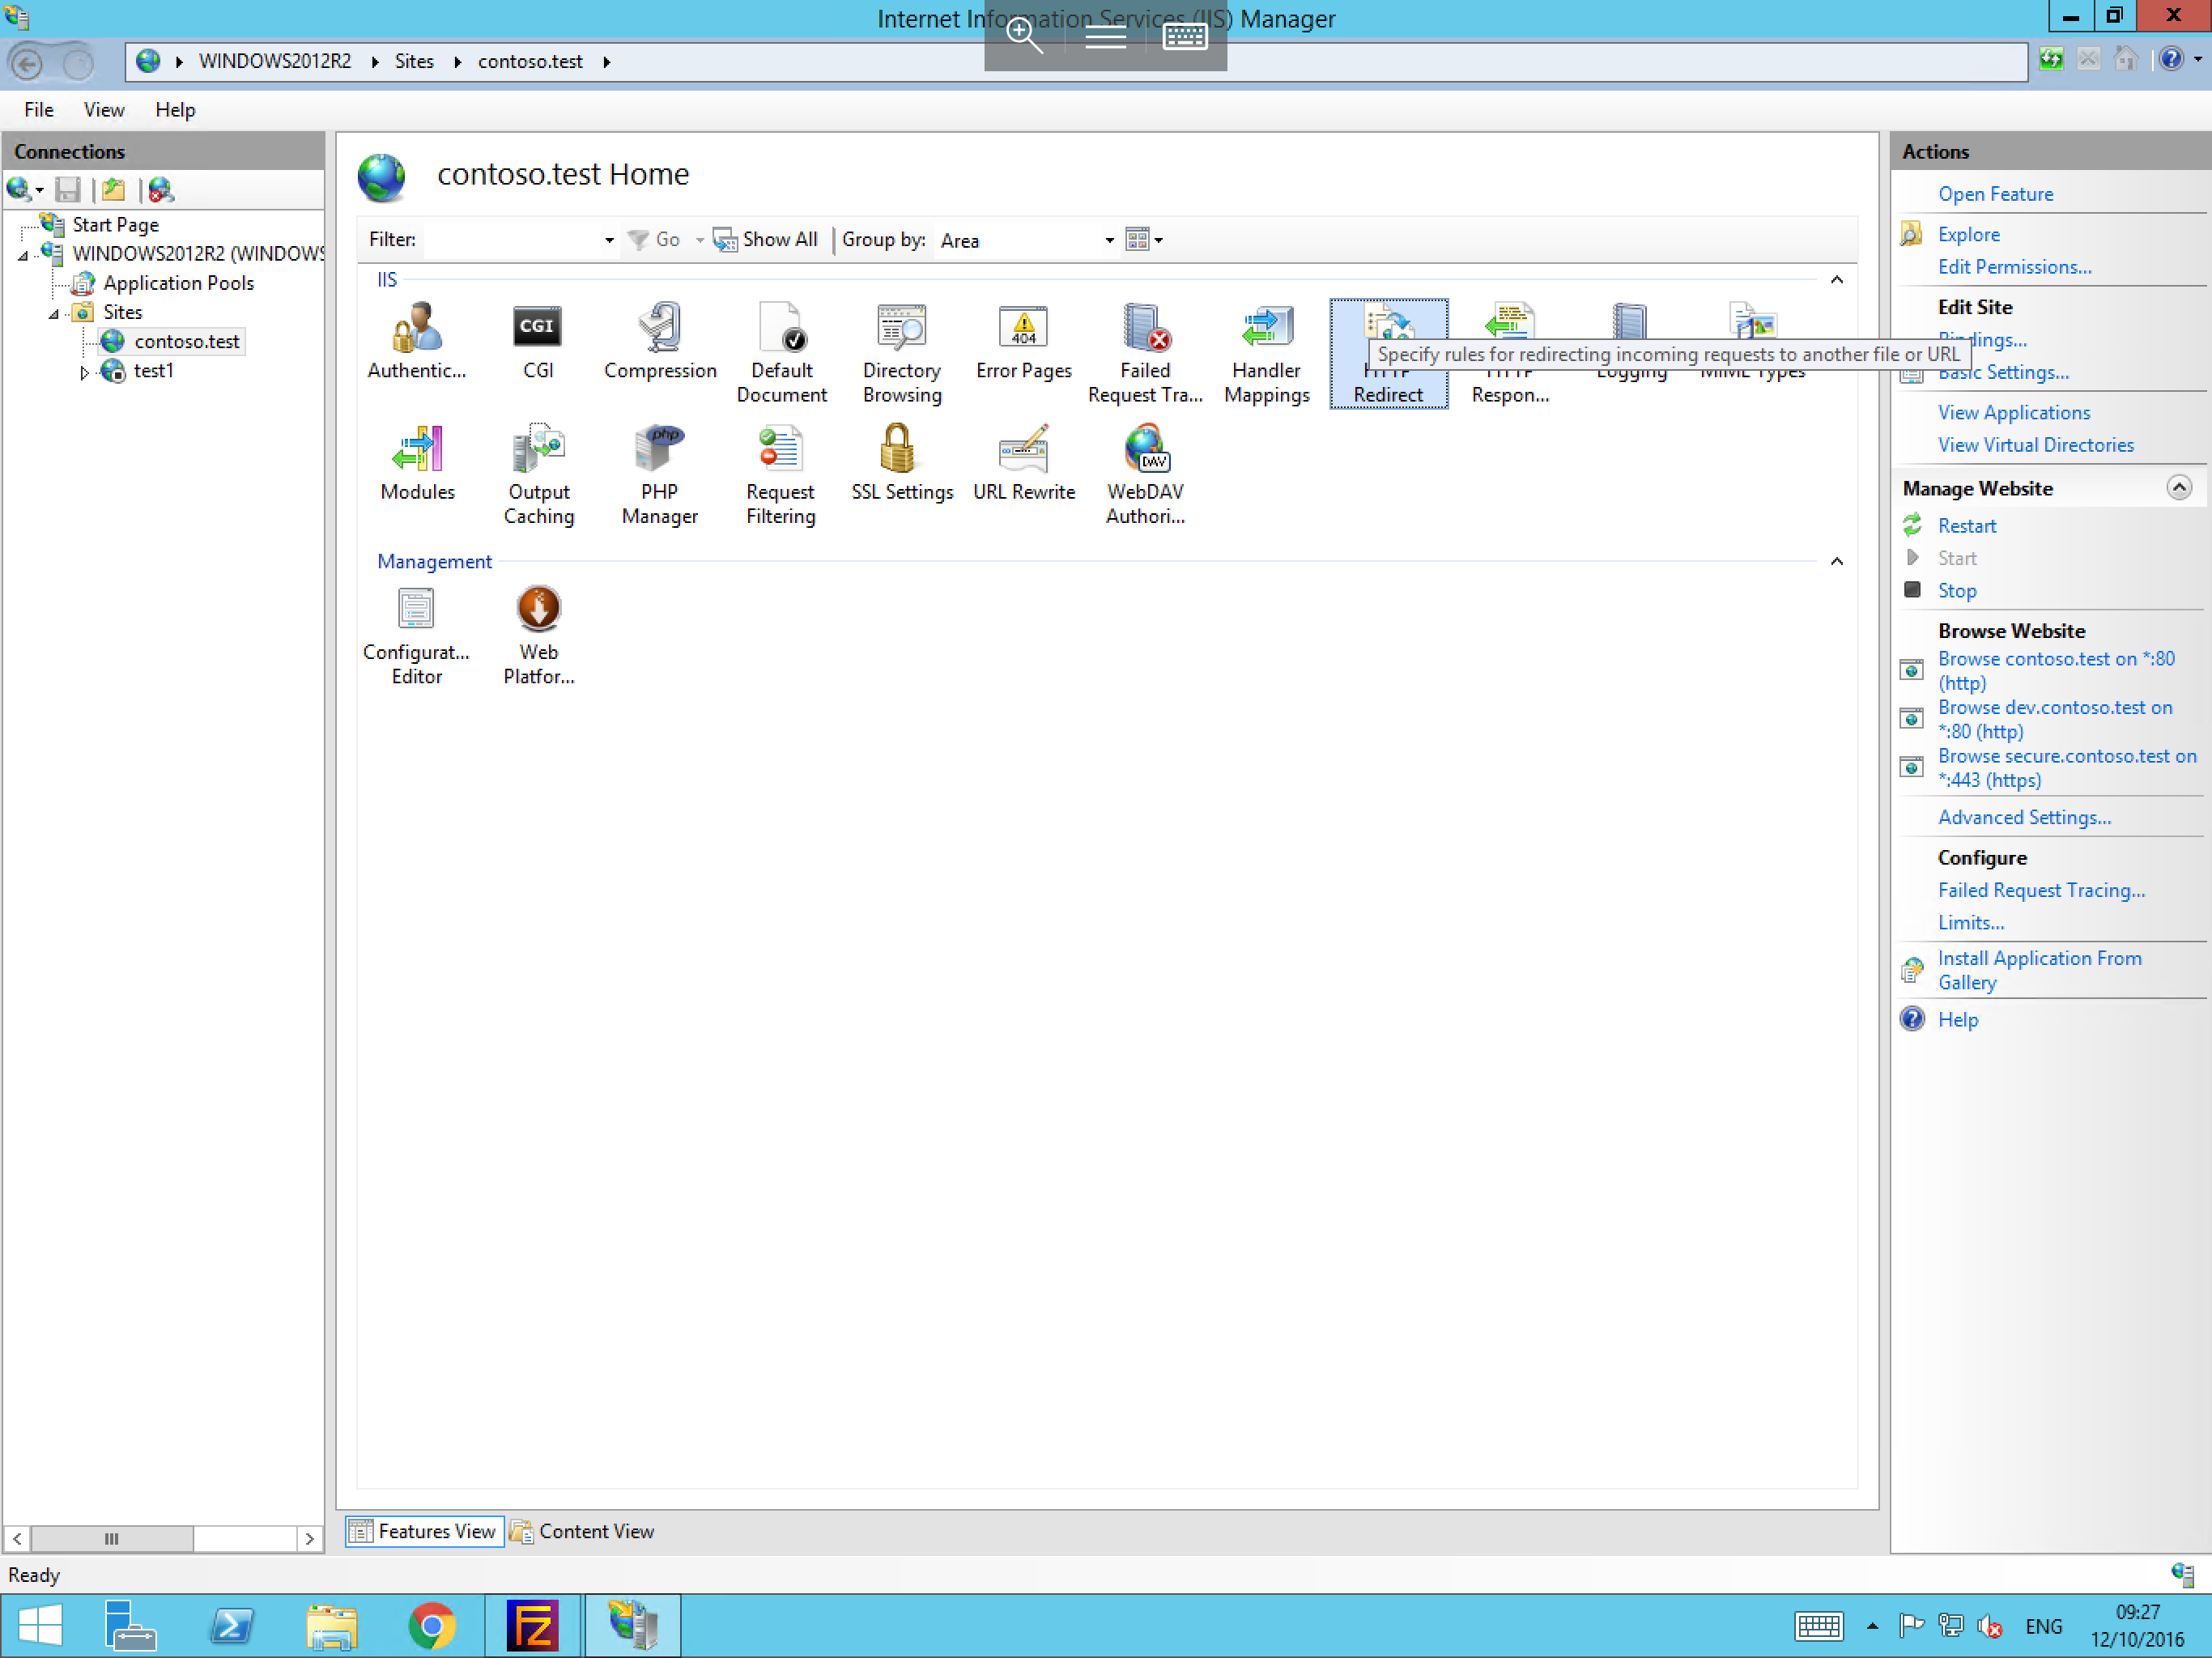 Internet Information Services (IIS) Manager
WINDOWS2012R2 Sites contoso.test
File View Help
Connections
Start Page
WINDOWS2012R2 (WINDOWS
Application Pools
Sites
contoso.test
test1
contoso.test Home
Filter: Go Show All Group by: Area
IIS
Authentic...
CGI
CGI
Compression
Default
Document
Directory
Browsing
404
Error Pages
Failed
Request Tra...
Handler
Mappings
HTTP
Redirect
HTTP
Respon...
Logging
MIME Types
Specify rules for redirecting incoming requests to another file or URL
Modules
Output
Caching
php
PHP
Manager
Request
Filtering
SSL Settings
URL Rewrite
DAV
WebDAV
Authori...
Management
Configurat...
Editor
Web
Platfor...
Features View Content View
Actions
Open Feature
Explore
Edit Permissions...
Edit Site
Bindings...
Basic Settings...
View Applications
View Virtual Directories
Manage Website
Restart
Start
Stop
Browse Website
Browse contoso.test on *:80
(http)
Browse dev.contoso.test on
*:80 (http)
Browse secure.contoso.test on
*:443 (https)
Advanced Settings...
Configure
Failed Request Tracing...
Limits...
Install Application From
Gallery
Help
Ready
Fz
ENG
09:27
12/10/2016